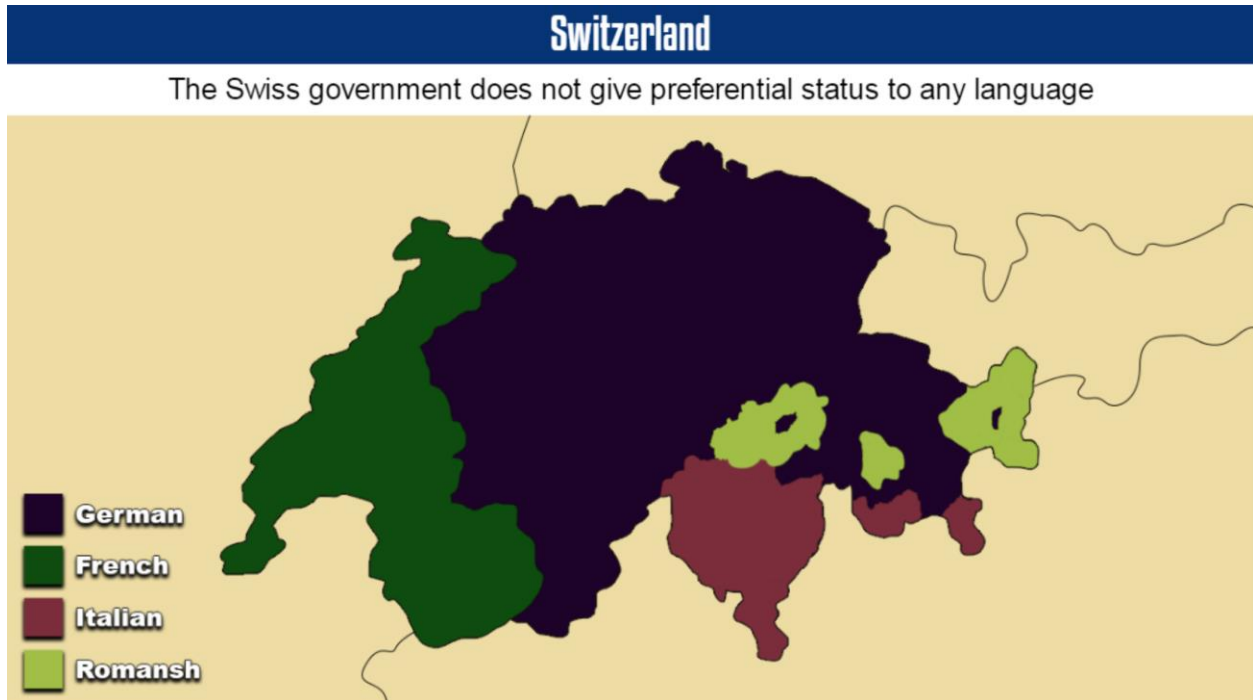 Switzerland
The Swiss government does not give preferential status to any language
German
French
Italian
Romansh